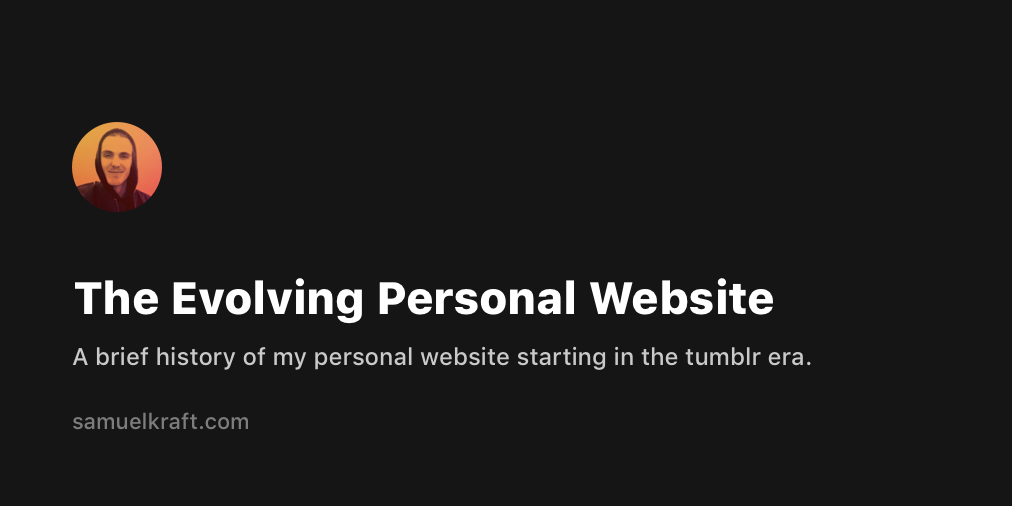 The Evolving Personal Website
A brief history of my personal website starting in the tumblr era.
samuelkraft.com